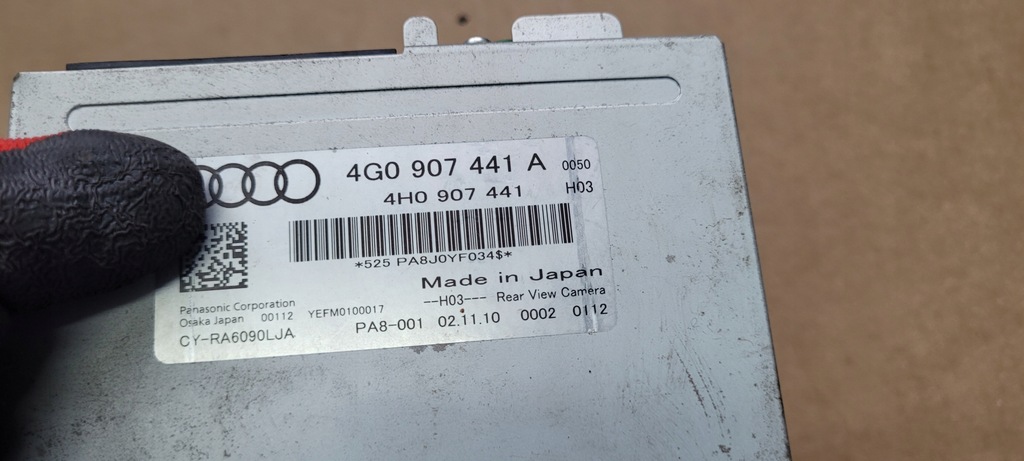 4G0 907 441 A 0050
4H0 907 441 H03
*525 PA8J0YF034$*
Made in Japan
Panasonic Corporation YEFM0100017 --H03--- Rear View Camera
Osaka Japan 00112
CY-RA6090LJA PA8-001 02.11.10 0002 0112